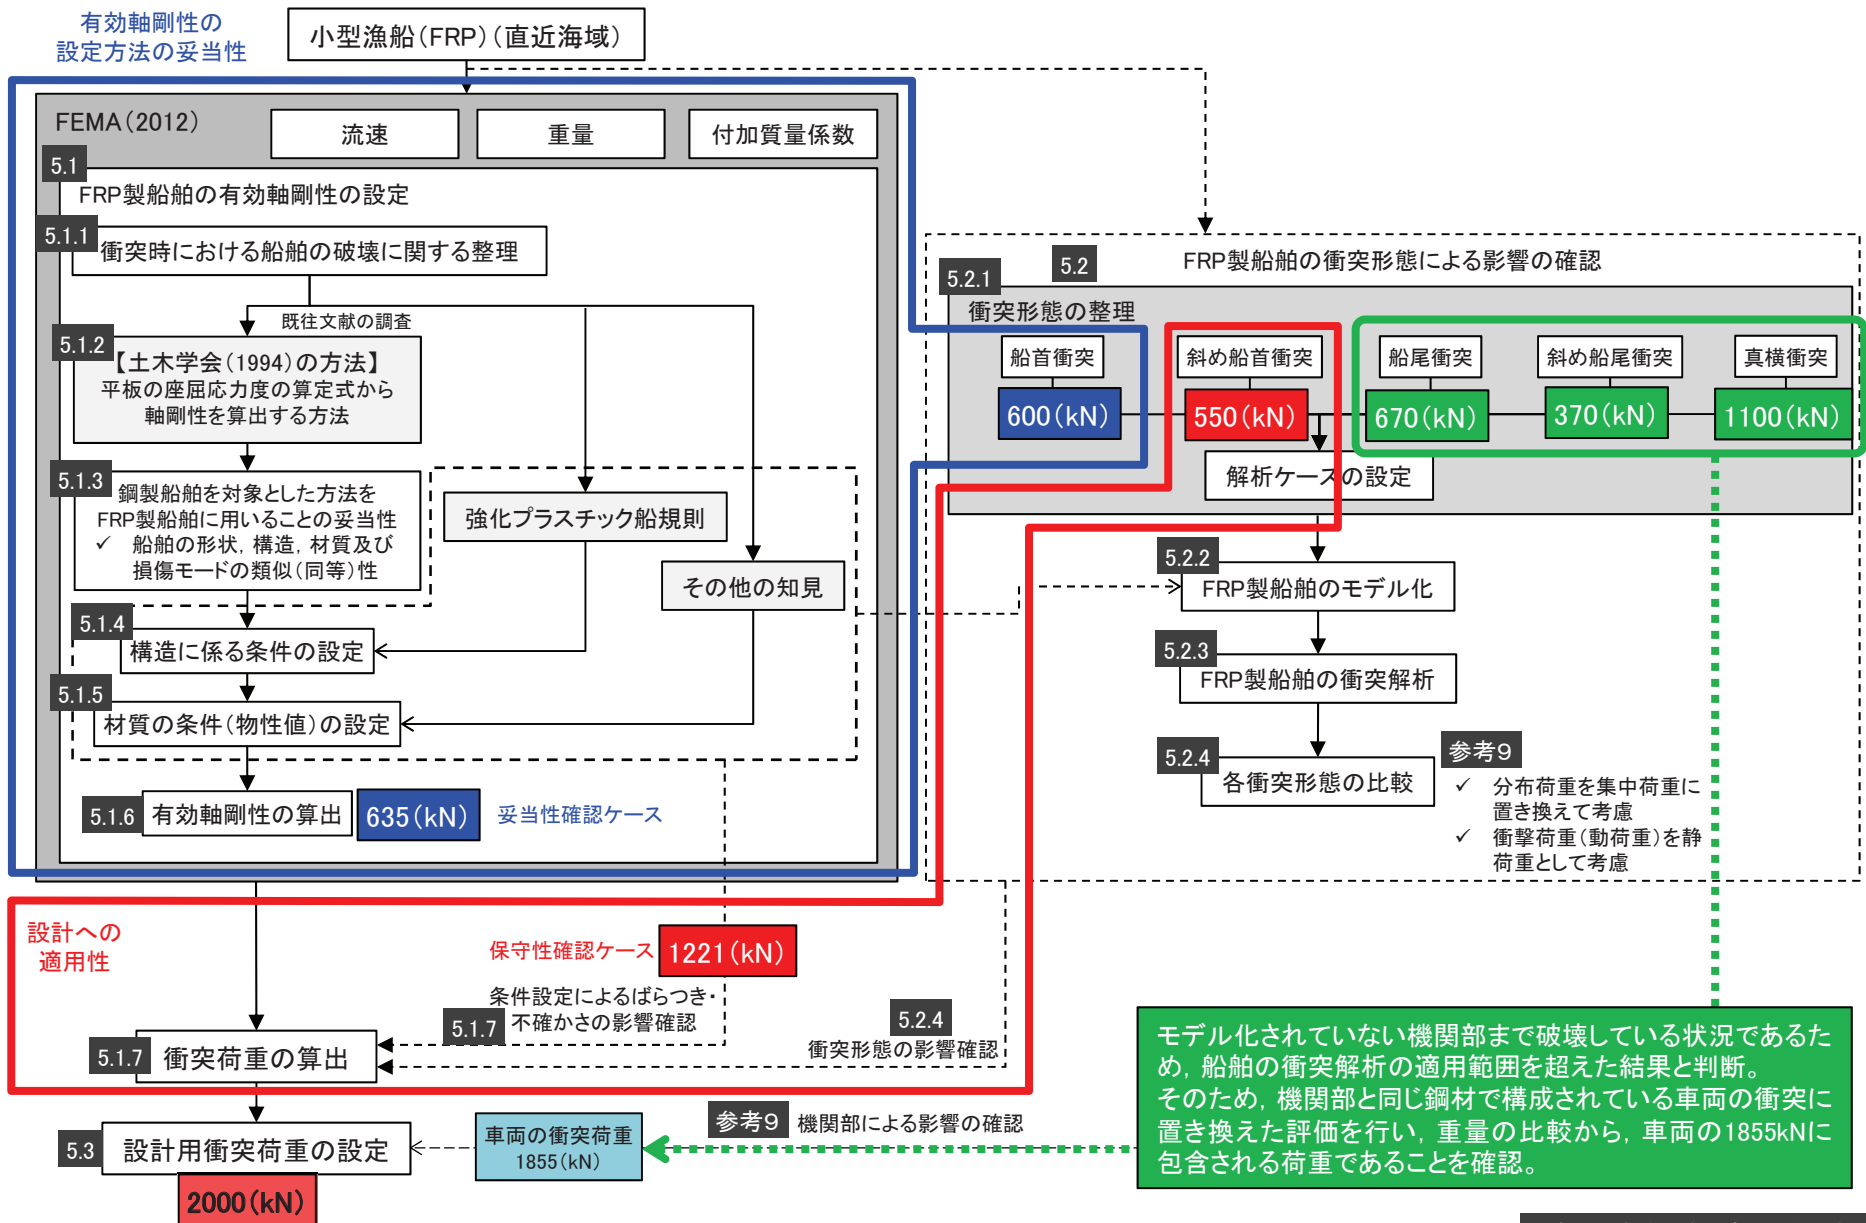 有効軸剛性の
設定方法の妥当性
小型漁船(FRP)(直近海域)
FEMA(2012)
流速
重量
付加質量係数
5.1
FRP製船舶の有効軸剛性の設定
5.1.1
衝突時における船舶の破壊に関する整理
既往文献の調査
5.1.2
【土木学会(1994)の方法】
平板の座屈応力度の算定式から
軸剛性を算出する方法
5.1.3
鋼製船舶を対象とした方法を
FRP製船舶に用いることの妥当性
✓ 船舶の形状, 構造, 材質及び
損傷モードの類似(同等)性
強化プラスチック船規則
その他の知見
5.1.4
構造に係る条件の設定
5.1.5
材質の条件(物性値)の設定
5.1.6
有効軸剛性の算出
635(kN)
妥当性確認ケース
5.2
FRP製船舶の衝突形態による影響の確認
5.2.1
衝突形態の整理
船首衝突
斜め船首衝突
船尾衝突
斜め船尾衝突
真横衝突
600(kN)
550(kN)
670(kN)
370(kN)
1100(kN)
解析ケースの設定
5.2.2
FRP製船舶のモデル化
5.2.3
FRP製船舶の衝突解析
5.2.4
各衝突形態の比較
参考9
✓ 分布荷重を集中荷重に
置き換えて考慮
✓ 衝撃荷重(動荷重)を静
荷重として考慮
設計への
適用性
保守性確認ケース
1221(kN)
条件設定によるばらつき・
不確かさの影響確認
5.1.7
5.2.4
衝突形態の影響確認
5.1.7
衝突荷重の算出
5.3
設計用衝突荷重の設定
2000(kN)
車両の衝突荷重
1855(kN)
参考9
機関部による影響の確認
モデル化されていない機関部まで破壊している状況であるた
め, 船舶の衝突解析の適用範囲を超えた結果と判断。
そのため, 機関部と同じ鋼材で構成されている車両の衝突に
置き換えた評価を行い, 重量の比較から, 車両の1855kNに
包含される荷重であることを確認。